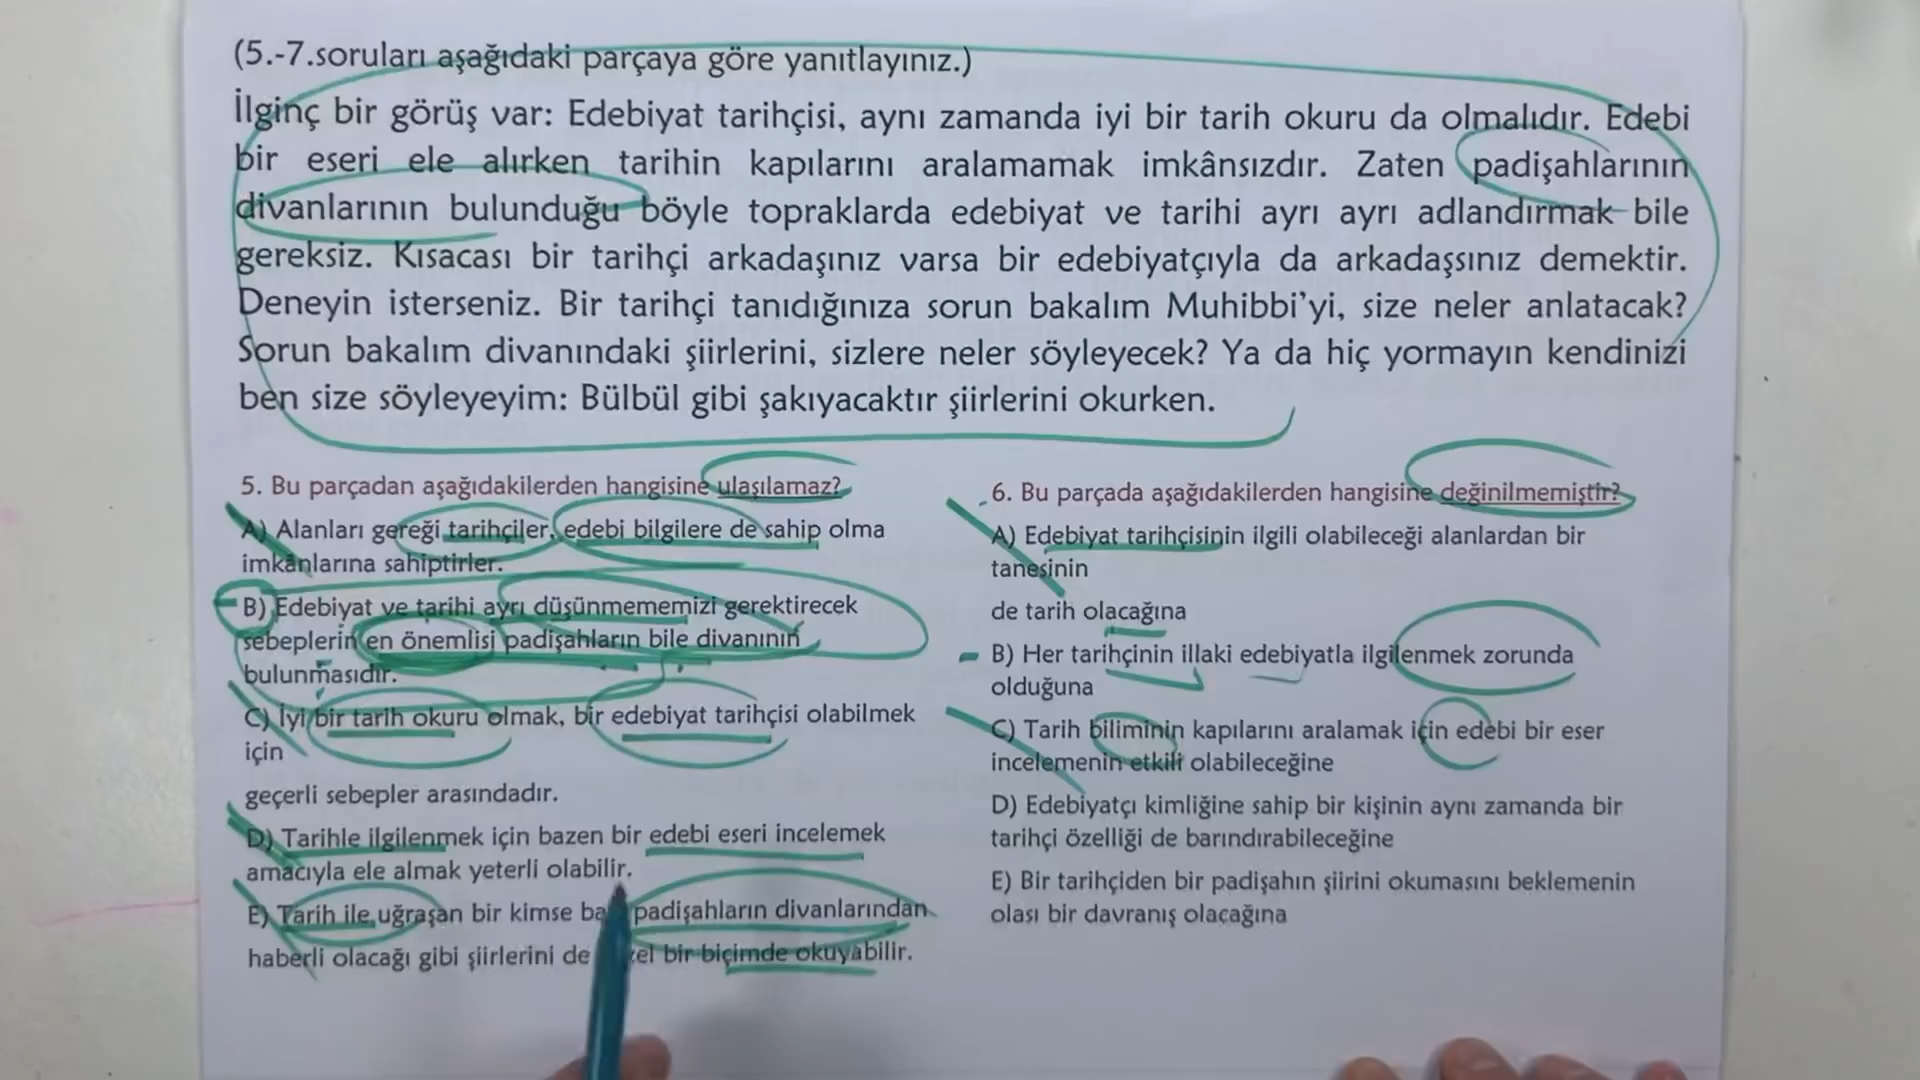 (5.-7.soruları aşağıdaki parçaya göre yanıtlayınız.)
İlginç bir görüş var: Edebiyat tarihçisi, aynı zamanda iyi bir tarih okuru da olmalıdır. Edebi
bir eseri ele alırken tarihin kapılarını aralamamak imkânsızdır. Zaten padişahlarının
divanlarının bulunduğu böyle topraklarda edebiyat ve tarihi ayrı ayrı adlandırmak bile
gereksiz. Kısacası bir tarihçi arkadaşınız varsa bir edebiyatçıyla da arkadaşsınız demektir.
Deneyin isterseniz. Bir tarihçi tanıdığınıza sorun bakalım Muhibbi'yi, size neler anlatacak?
Sorun bakalım divanındaki şiirlerini, sizlere neler söyleyecek? Ya da hiç yormayın kendinizi
ben size söyleyeyim: Bülbül gibi şakıyacaktır şiirlerini okurken.
5. Bu parçadan aşağıdakilerden hangisine ulaşılamaz?
A) Alanları gereği tarihçiler, edebi bilgilere de sahip olma
imkânlarına sahiptirler.
B) Edebiyat ve tarihi ayrı düşünmememizi gerektirecek
sebeplerin en önemlisi padişahların bile divanının
bulunmasıdır.
C) İyi bir tarih okuru olmak, bir edebiyat tarihçisi olabilmek
için
geçerli sebepler arasındadır.
D) Tarihle ilgilenmek için bazen bir edebi eseri incelemek
amacıyla ele almak yeterli olabilir.
E) Tarih ile uğraşan bir kimse padişahların divanlarından
haberli olacağı gibi şiirlerini de bir biçimde okuyabilir.
6. Bu parçada aşağıdakilerden hangisine değinilmemiştir?
A) Edebiyat tarihçisinin ilgili olabileceği alanlardan bir
tanesinin
de tarih olacağına
B) Her tarihçinin illaki edebiyatla ilgilenmek zorunda
olduğuna
C) Tarih biliminin kapılarını aralamak için edebi bir eser
incelemenin etkili olabileceğine
D) Edebiyatçı kimliğine sahip bir kişinin aynı zamanda bir
tarihçi özelliği de barındırabileceğine
E) Bir tarihçiden bir padişahın şiirini okumasını beklemenin
olası bir davranış olacağına